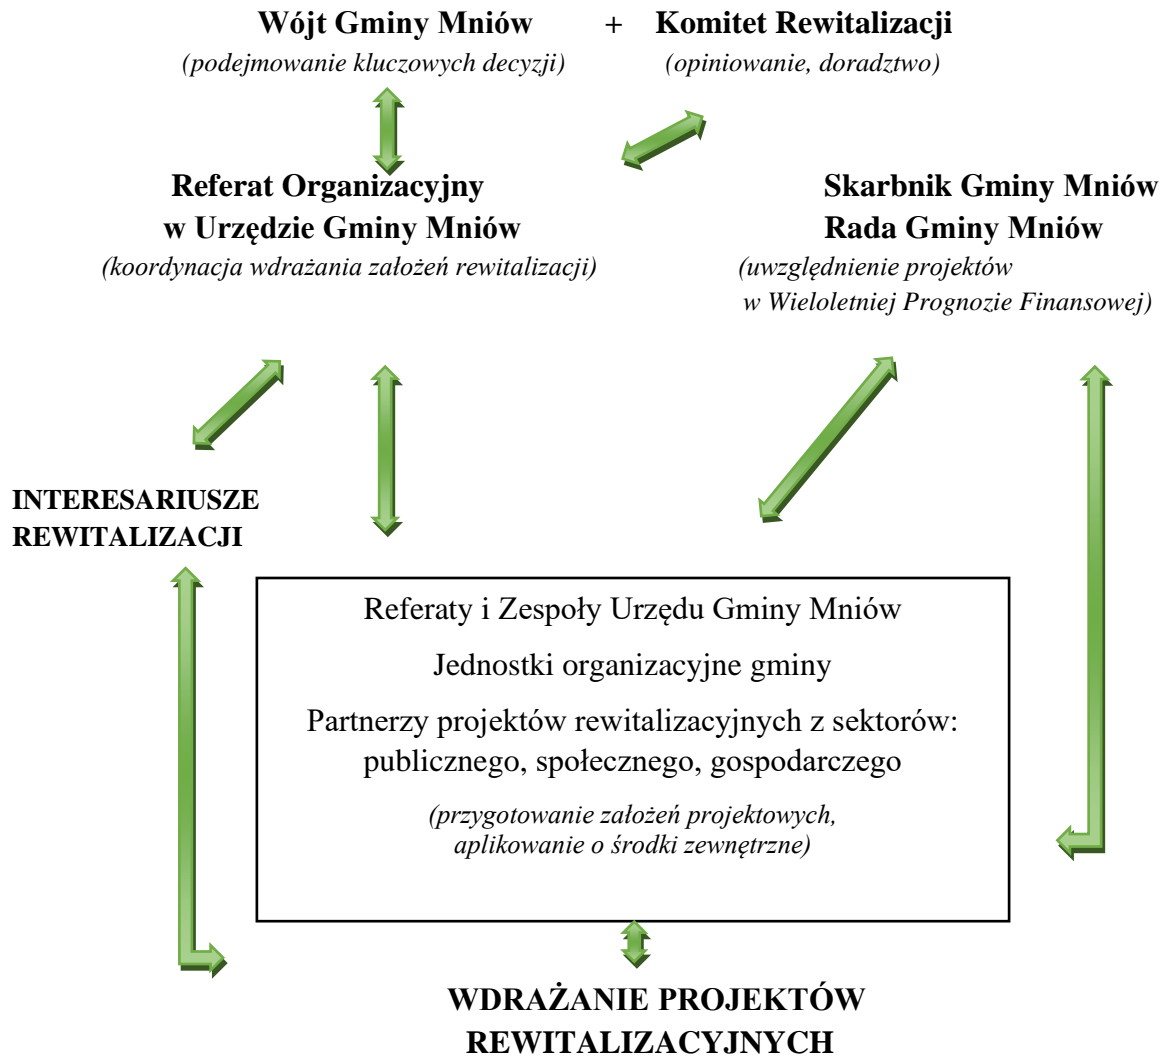 Wójt Gminy Mniów + Komitet Rewitalizacji
(podejmowanie kluczowych decyzji) (opiniowanie, doradztwo)
Referat Organizacyjny
w Urzędzie Gminy Mniów
(koordynacja wdrażania założeń rewitalizacji)
Skarbnik Gminy Mniów
Rada Gminy Mniów
(uwzględnienie projektów
w Wieloletniej Prognozie Finansowej)
INTERESARIUSZE
REWITALIZACJI
Referaty i Zespoły Urzędu Gminy Mniów
Jednostki organizacyjne gminy
Partnerzy projektów rewitalizacyjnych z sektorów:
publicznego, społecznego, gospodarczego
(przygotowanie założeń projektowych,
aplikowanie o środki zewnętrzne)
WDRAŻANIE PROJEKTÓW
REWITALIZACYJNYCH